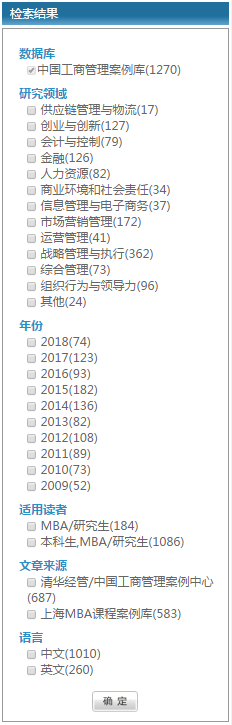 检索结果
数据库
中国工商管理案例库(1270)
研究领域
供应链管理与物流(17)
创业与创新(127)
会计与控制(79)
金融(126)
人力资源(82)
商业环境和社会责任(34)
信息管理与电子商务(37)
市场营销管理(172)
运营管理(41)
战略管理与执行(362)
综合管理(73)
组织行为与领导力(96)
其他(24)
年份
2018(74)
2017(123)
2016(93)
2015(182)
2014(136)
2013(82)
2012(108)
2011(89)
2010(73)
2009(52)
适用读者
MBA/研究生(184)
本科生,MBA/研究生(1086)
文章来源
清华经管/中国工商管理案例中心
(687)
上海MBA课程案例库(583)
语言
中文(1010)
英文(260)
确 定